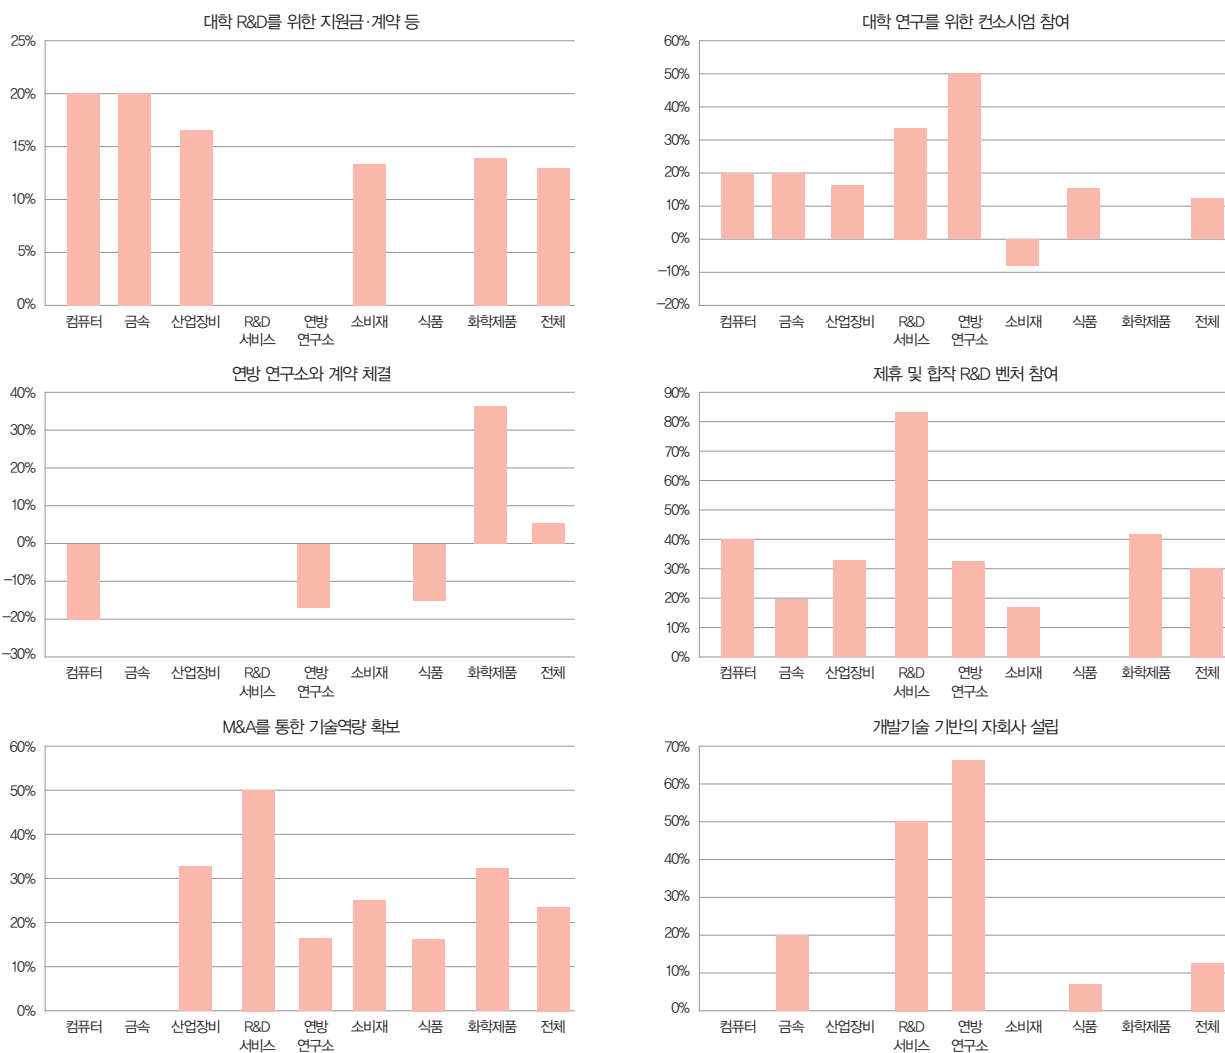 대학 R&D를 위한 지원금·계약 등
25%
20%
15%
10%
5%
0%
컴퓨터 금속 산업장비 R&D 연방 소비재 식품 화학제품 전체
서비스 연구소
대학 연구를 위한 컨소시엄 참여
60%
50%
40%
30%
20%
10%
0%
−10%
−20%
컴퓨터 금속 산업장비 R&D 연방 소비재 식품 화학제품 전체
서비스 연구소
연방 연구소와 계약 체결
40%
30%
20%
10%
0%
−10%
−20%
−30%
컴퓨터 금속 산업장비 R&D 연방 소비재 식품 화학제품 전체
서비스 연구소
제휴 및 합작 R&D 벤처 참여
90%
80%
70%
60%
50%
40%
30%
20%
10%
0%
컴퓨터 금속 산업장비 R&D 연방 소비재 식품 화학제품 전체
서비스 연구소
M&A를 통한 기술역량 확보
60%
50%
40%
30%
20%
10%
0%
컴퓨터 금속 산업장비 R&D 연방 소비재 식품 화학제품 전체
서비스 연구소
개발기술 기반의 자회사 설립
70%
60%
50%
40%
30%
20%
10%
0%
컴퓨터 금속 산업장비 R&D 연방 소비재 식품 화학제품 전체
서비스 연구소